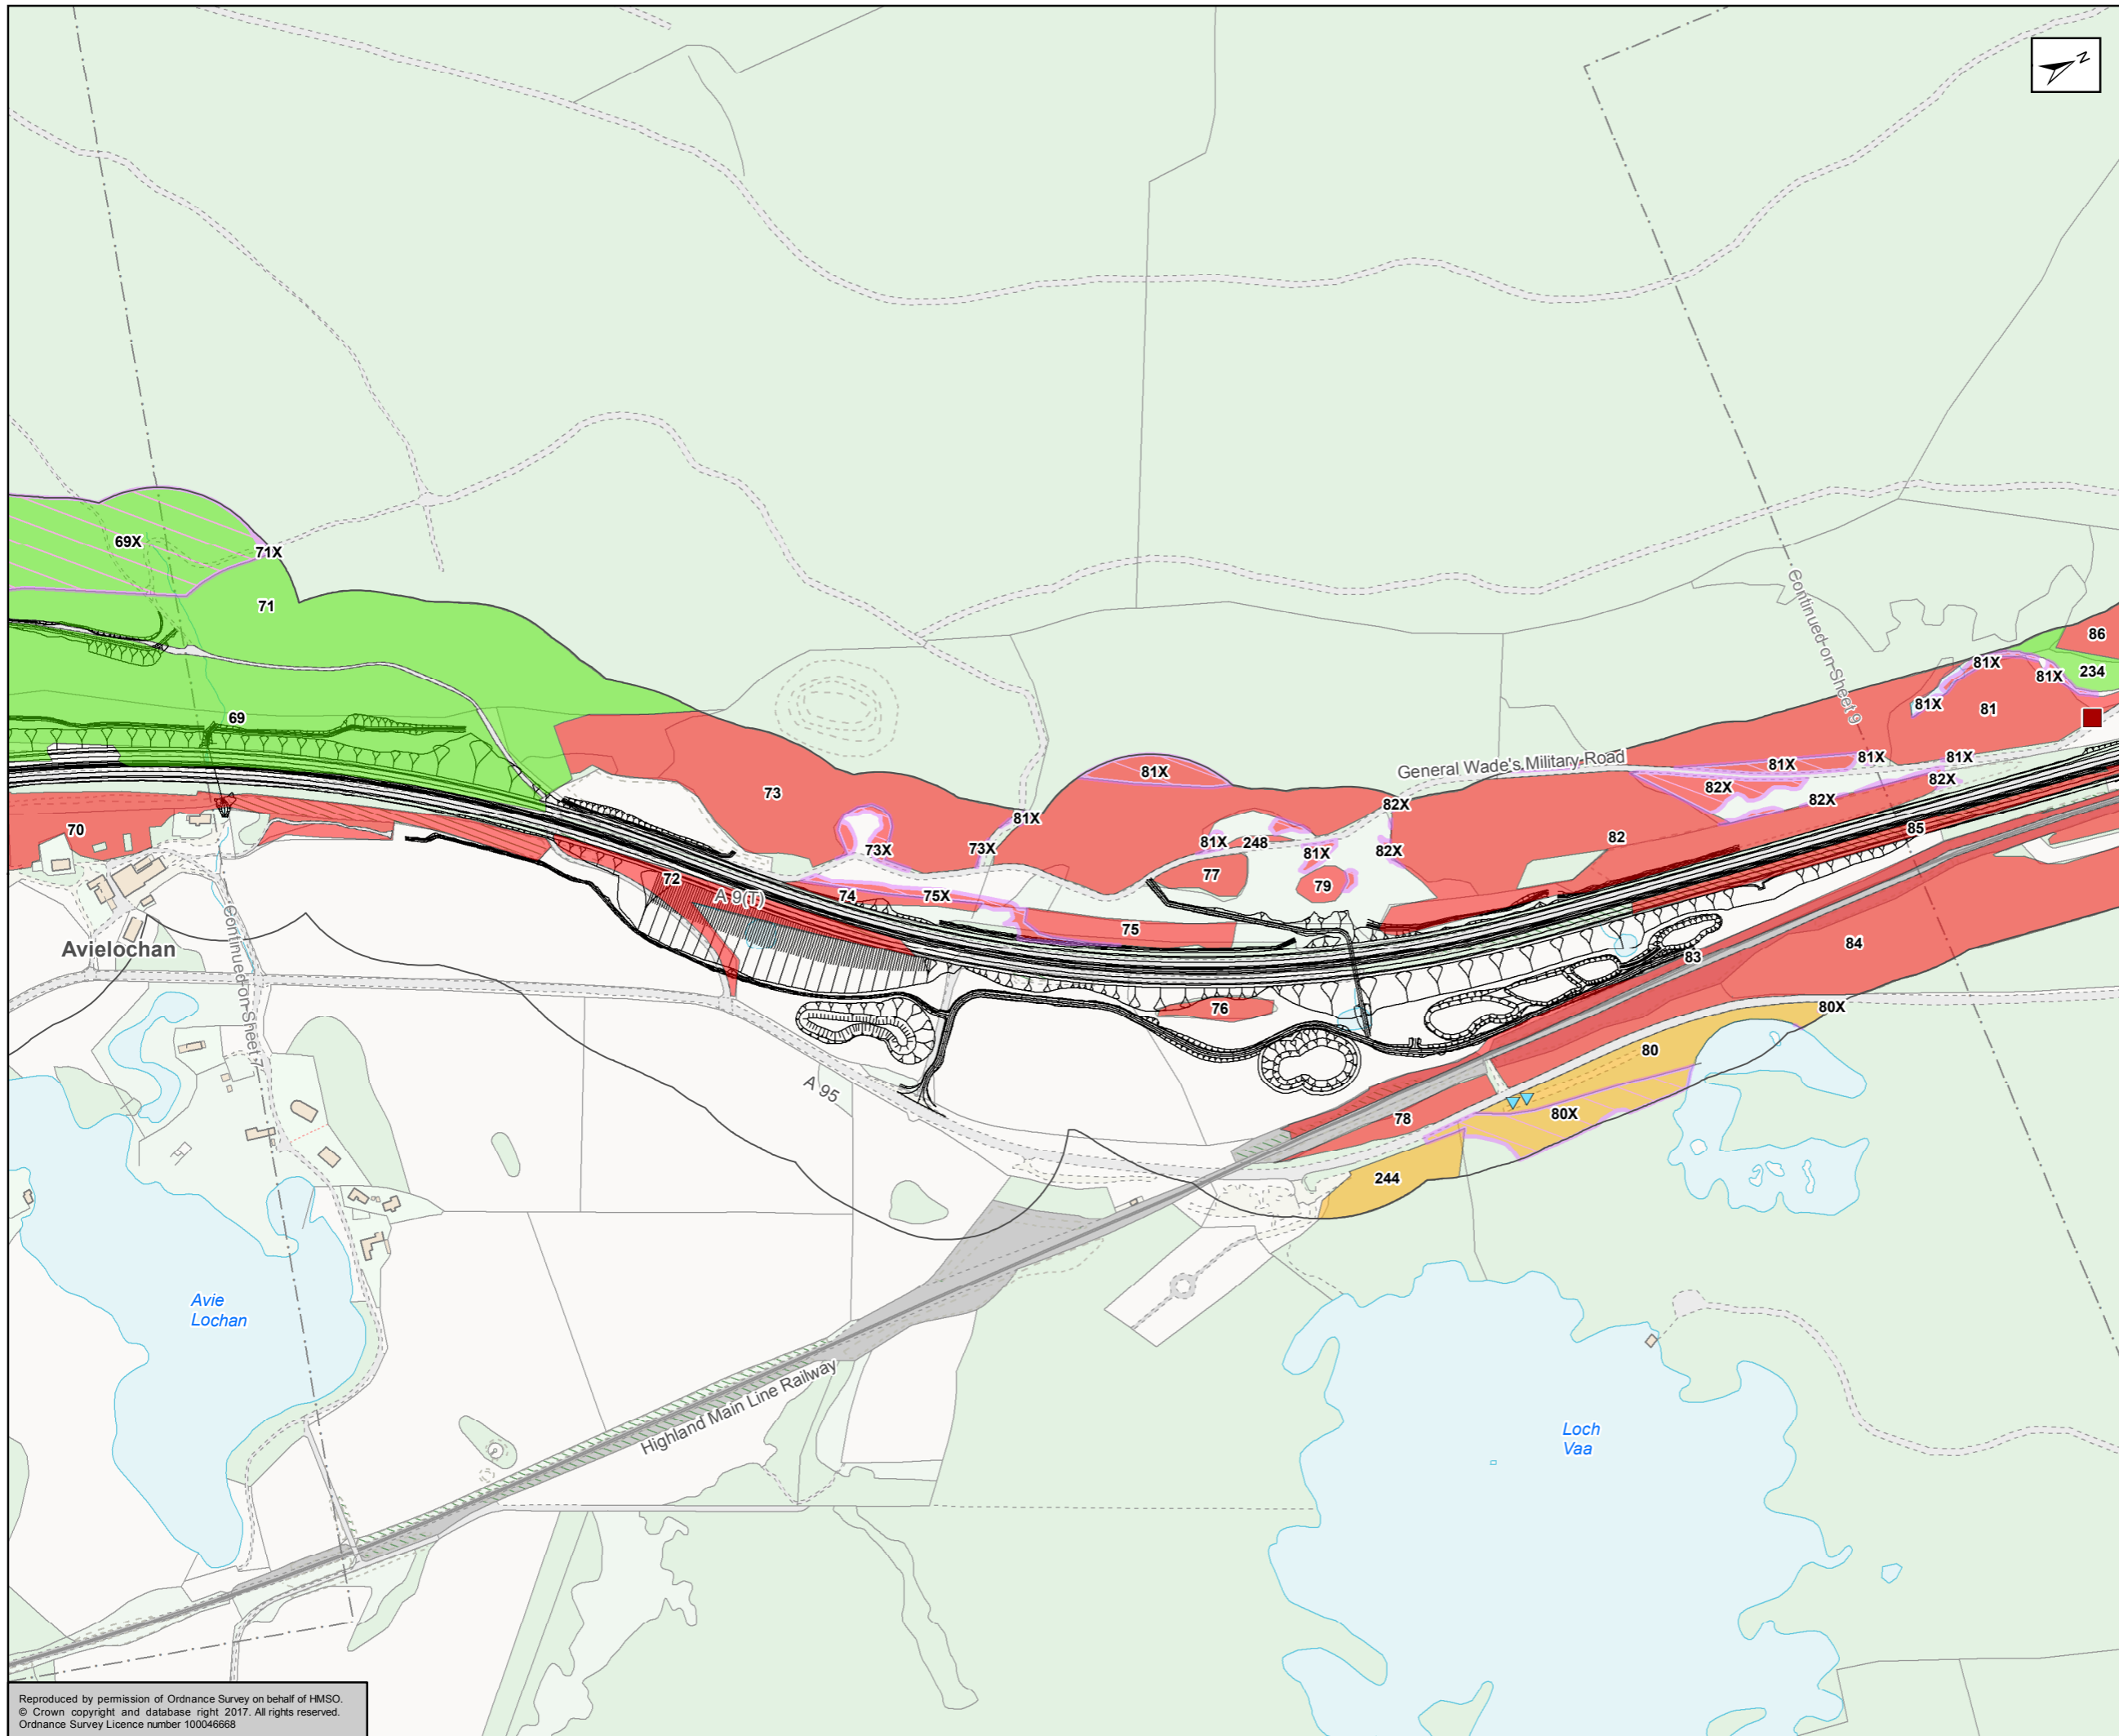 N
69X
71X
71
69
70
Avielochan
Continued on Sheet 7
72
A 9(T)
73
73X
73X
74
75X
75
81X
81X
81X
248
81X
77
79
82X
82X
General Wade's Military Road
82
82X
81X
82X
81X
81X
82X
81X
81X
81X
81
86
234
Continued on Sheet 9
85
83
84
76
78
80
80X
80X
244
A 95
Avie
Lochan
Highland Main Line Railway
Loch
Vaa
Reproduced by permission of Ordnance Survey on behalf of HMSO.
© Crown copyright and database right 2017. All rights reserved.
Ordnance Survey Licence number 100046668